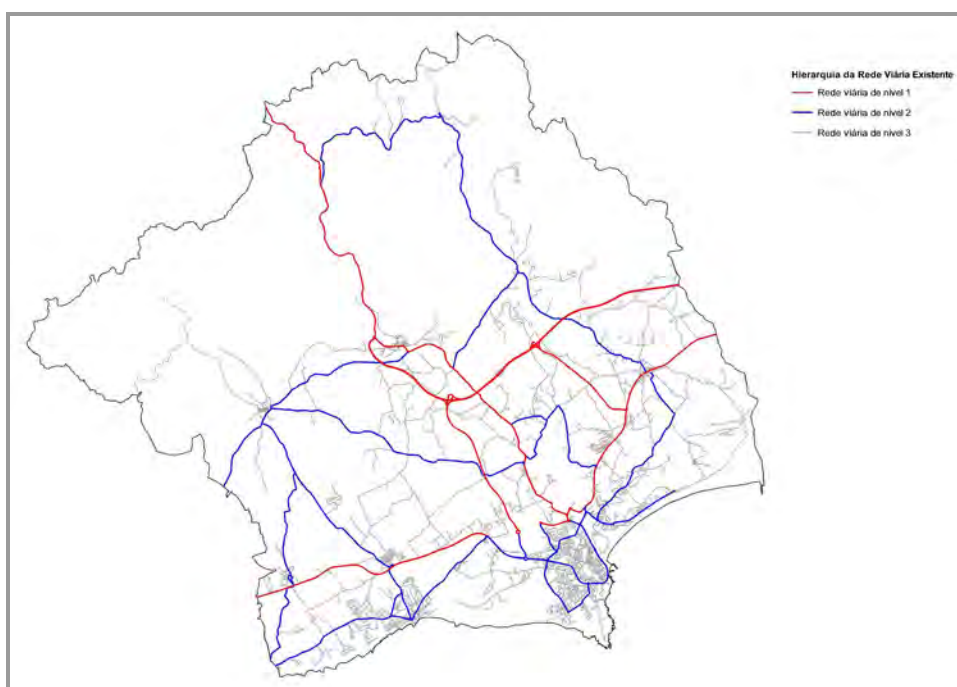 Hierarquia da Rede Viária Existente
Rede viária de nível 1
Rede viária de nível 2
Rede viária de nível 3